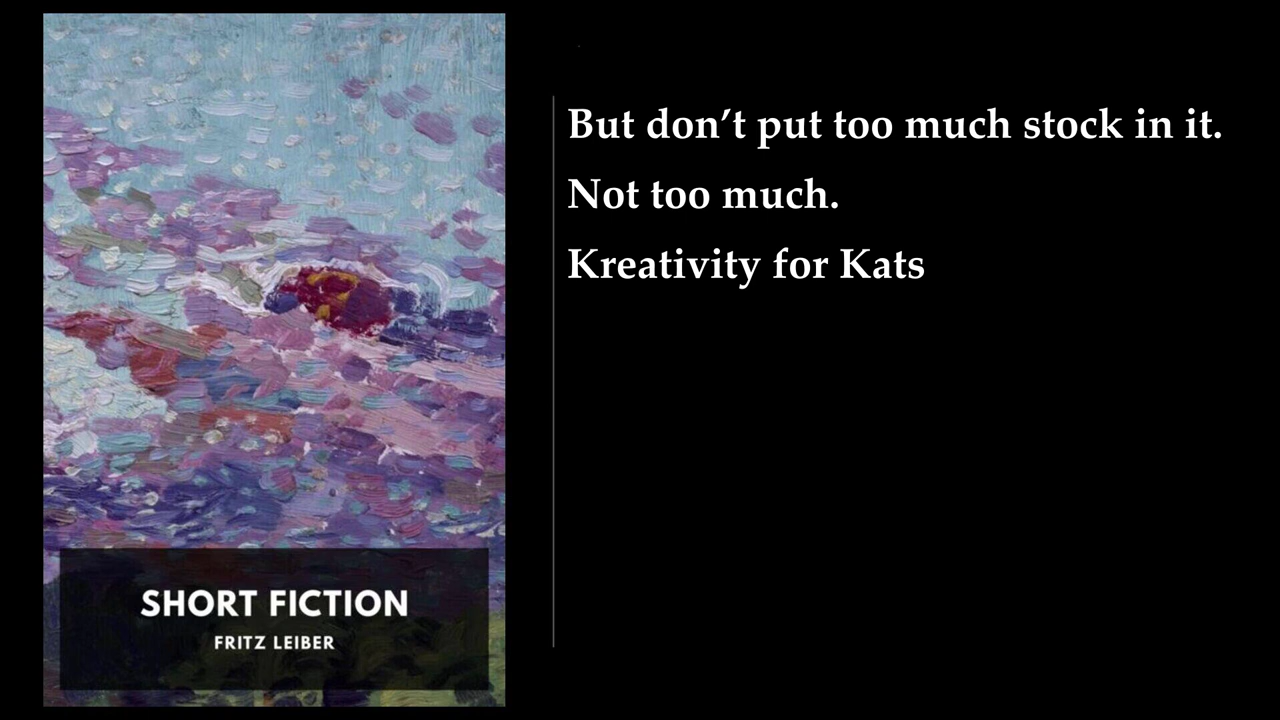 But don’t put too much stock in it.
Not too much.
Kreativity for Kats
SHORT FICTION
FRITZ LEIBER